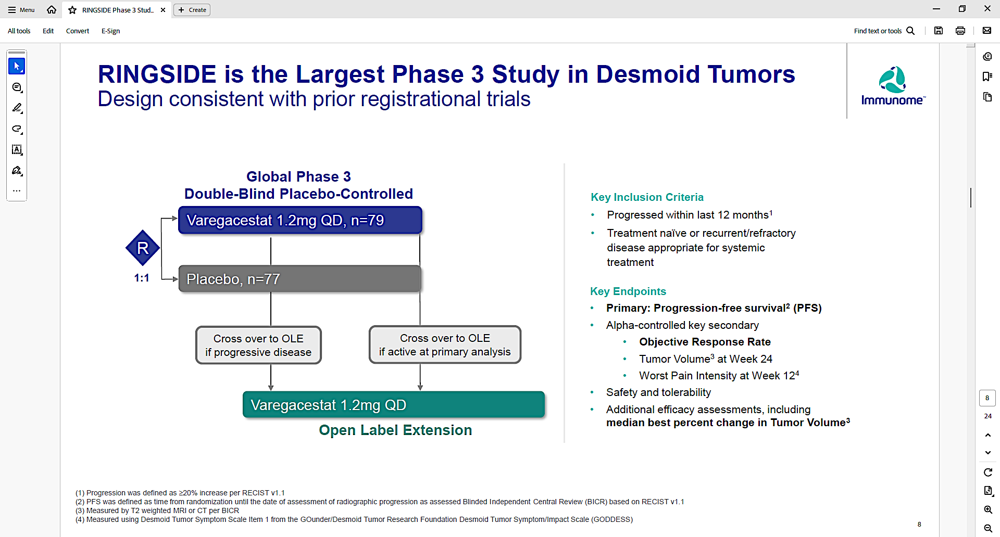 Menu
RINGSIDE Phase 3 Stud...
Create
All tools
Edit
Convert
E-Sign
Find text or tools
RINGSIDE is the Largest Phase 3 Study in Desmoid Tumors
Design consistent with prior registrational trials
Immunome™
Global Phase 3
Double-Blind Placebo-Controlled
Varegacestat 1.2mg QD, n=79
R
1:1
Placebo, n=77
Cross over to OLE
if progressive disease
Cross over to OLE
if active at primary analysis
Varegacestat 1.2mg QD
Open Label Extension
Key Inclusion Criteria
• Progressed within last 12 months¹
• Treatment naïve or recurrent/refractory
disease appropriate for systemic
treatment
Key Endpoints
• Primary: Progression-free survival² (PFS)
• Alpha-controlled key secondary
• Objective Response Rate
• Tumor Volume³ at Week 24
• Worst Pain Intensity at Week 12⁴
• Safety and tolerability
• Additional efficacy assessments, including
median best percent change in Tumor Volume³
(1) Progression was defined as ≥20% increase per RECIST v1.1
(2) PFS was defined as time from randomization until the date of assessment of radiographic progression as assessed Blinded Independent Central Review (BICR) based on RECIST v1.1
(3) Measured by T2 weighted MRI or CT per BICR
(4) Measured using Desmoid Tumor Symptom Scale Item 1 from the GOunder/Desmoid Tumor Research Foundation Desmoid Tumor Symptom/Impact Scale (GODDESS)
8
8
24